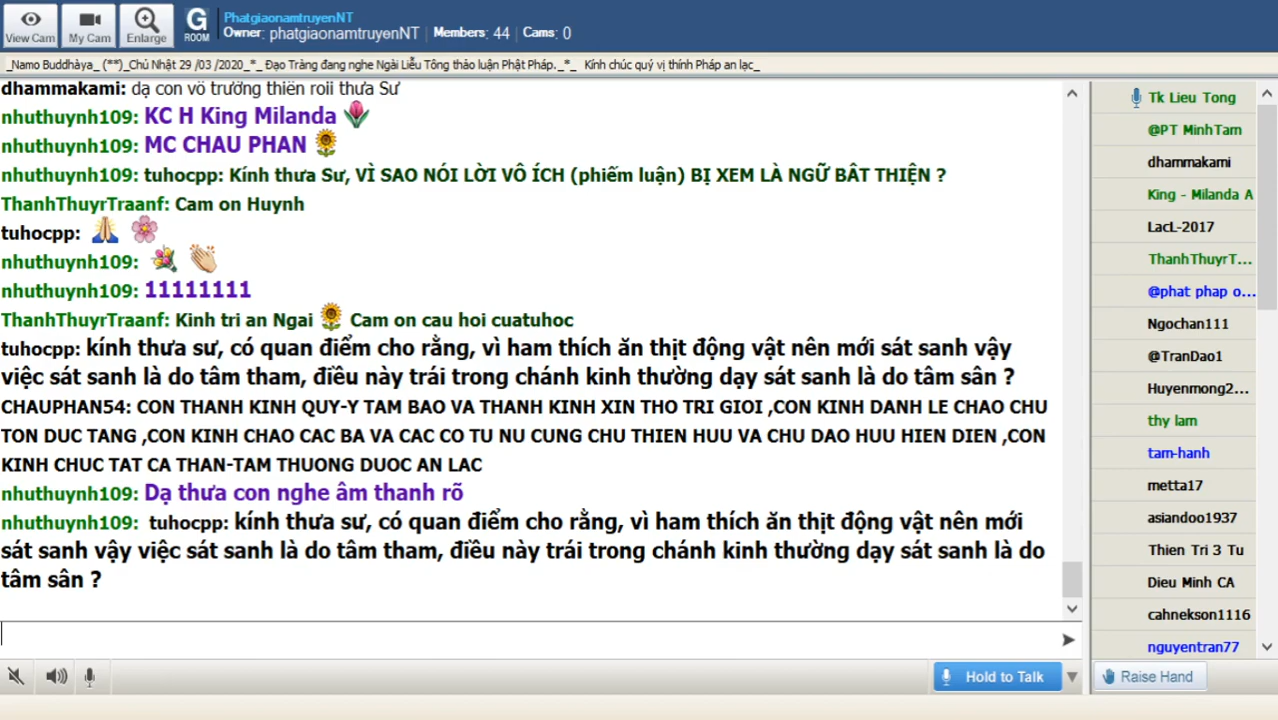 View Cam
My Cam
Enlarge
G
ROOM
PhatgiaonamtruyenNT
Owner: phatgiaonamtruyenNT | Members: 44 | Cams: 0
_Namo Buddhàya_ (**)_Chủ Nhật 29 /03 /2020_*_ Đạo Tràng đang nghe Ngài Liễu Tông thảo luận Phật Pháp._*_ Kính chúc quý vị thính Pháp an lạc_
dhammakami: dạ con vô trường thiền roii thưa Sư
nhuthuynh109: KC H King Milanda
nhuthuynh109: MC CHAU PHAN
nhuthuynh109: tuhocpp: Kính thưa Sư, VÌ SAO NÓI LỜI VÔ ÍCH (phiếm luận) BỊ XEM LÀ NGỮ BẤT THIỆN ?
ThanhThuyrTraanf: Cam on Huynh
tuhocpp:
nhuthuynh109:
nhuthuynh109: 11111111
ThanhThuyrTraanf: Kinh tri an Ngai Cam on cau hoi cuatuhoc
tuhocpp: kính thưa sư, có quan điểm cho rằng, vì ham thích ăn thịt động vật nên mới sát sanh vậy
việc sát sanh là do tâm tham, điều này trái trong chánh kinh thường dạy sát sanh là do tâm sân ?
CHAUPHAN54: CON THANH KINH QUY-Y TAM BAO VA THANH KINH XIN THO TRI GIOI ,CON KINH DANH LE CHAO CHU
TON DUC TANG ,CON KINH CHAO CAC BA VA CAC CO TU NU CUNG CHU THIEN HUU VA CHU DAO HUU HIEN DIEN ,CON
KINH CHUC TAT CA THAN-TAM THUONG DUOC AN LAC
nhuthuynh109: Dạ thưa con nghe âm thanh rõ
nhuthuynh109: tuhocpp: kính thưa sư, có quan điểm cho rằng, vì ham thích ăn thịt động vật nên mới
sát sanh vậy việc sát sanh là do tâm tham, điều này trái trong chánh kinh thường dạy sát sanh là do
tâm sân ?
Hold to Talk
Tk Lieu Tong
@PT MinhTam
dhammakami
King - Milanda A
LacL-2017
ThanhThuyrT...
@phat phap o...
Ngochan111
@TranDao1
Huyenmong2...
thy lam
tam-hanh
metta17
asiandoo1937
Thien Tri 3 Tu
Dieu Minh CA
cahnekson1116
nguyentran77
Raise Hand